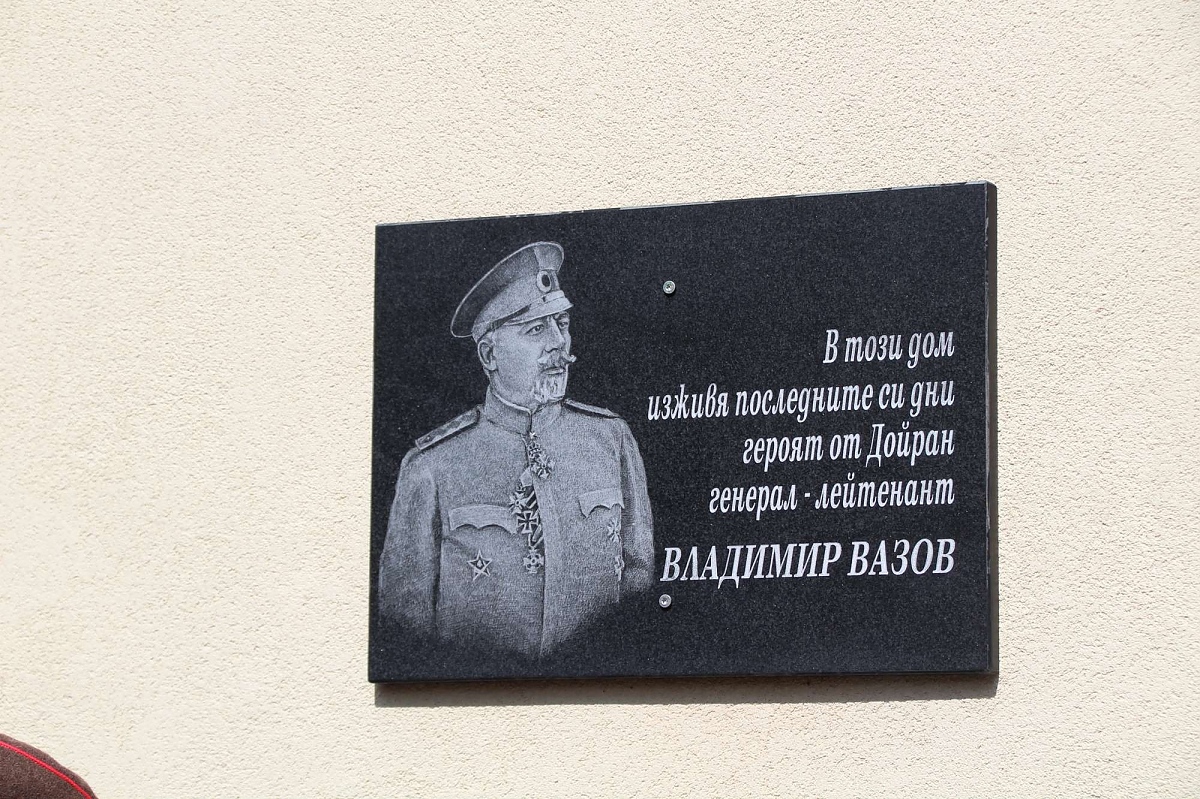 В този дом
изживя последните си дни
героят от Дойран
генерал - лейтенант
ВЛАДИМИР ВАЗОВ